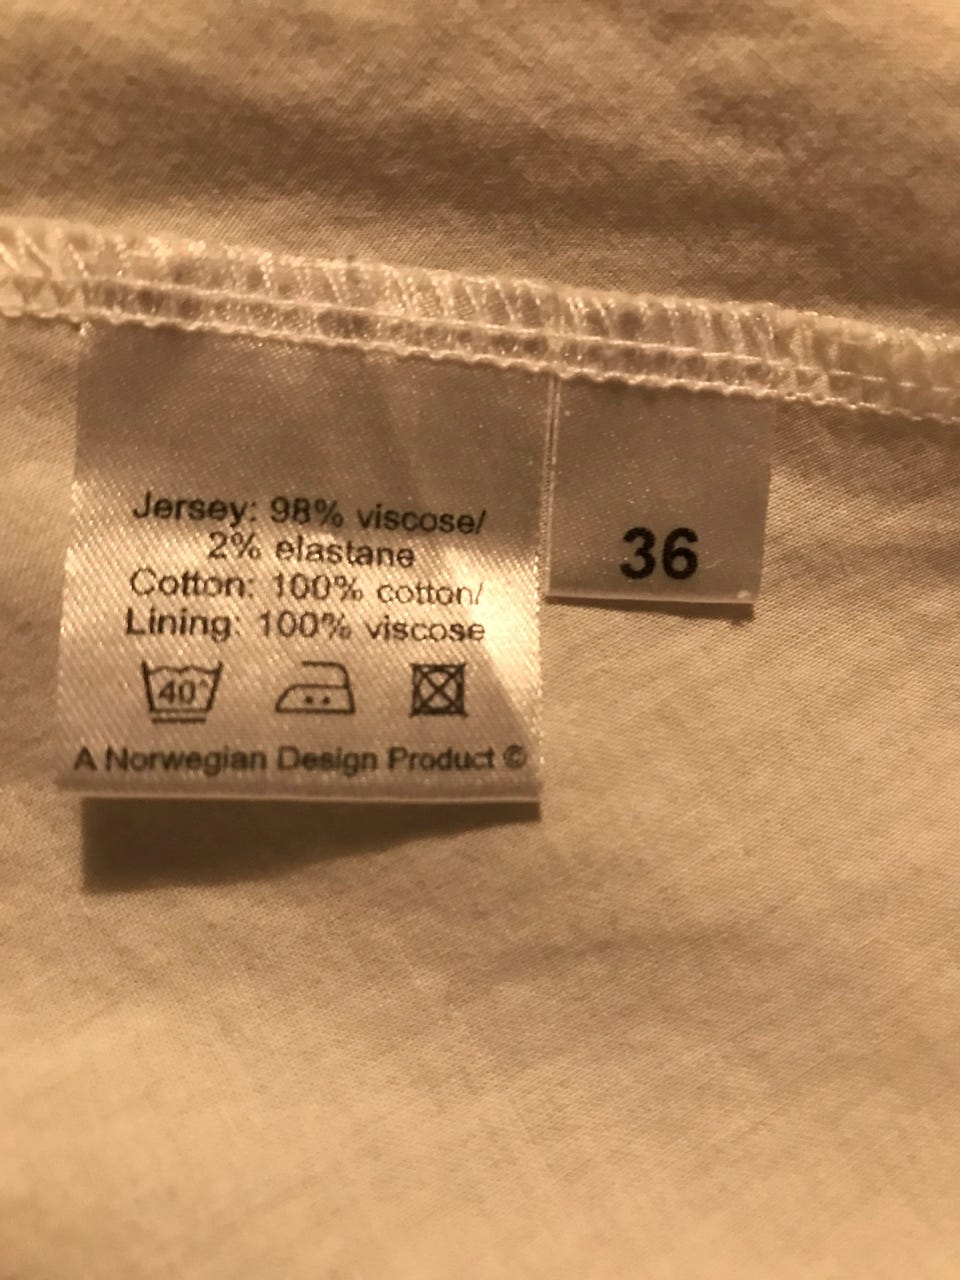 Jersey: 98% viscose/
2% elastane
Cotton: 100% cotton/
Lining: 100% viscose
40°
A Norwegian Design Product ©
36